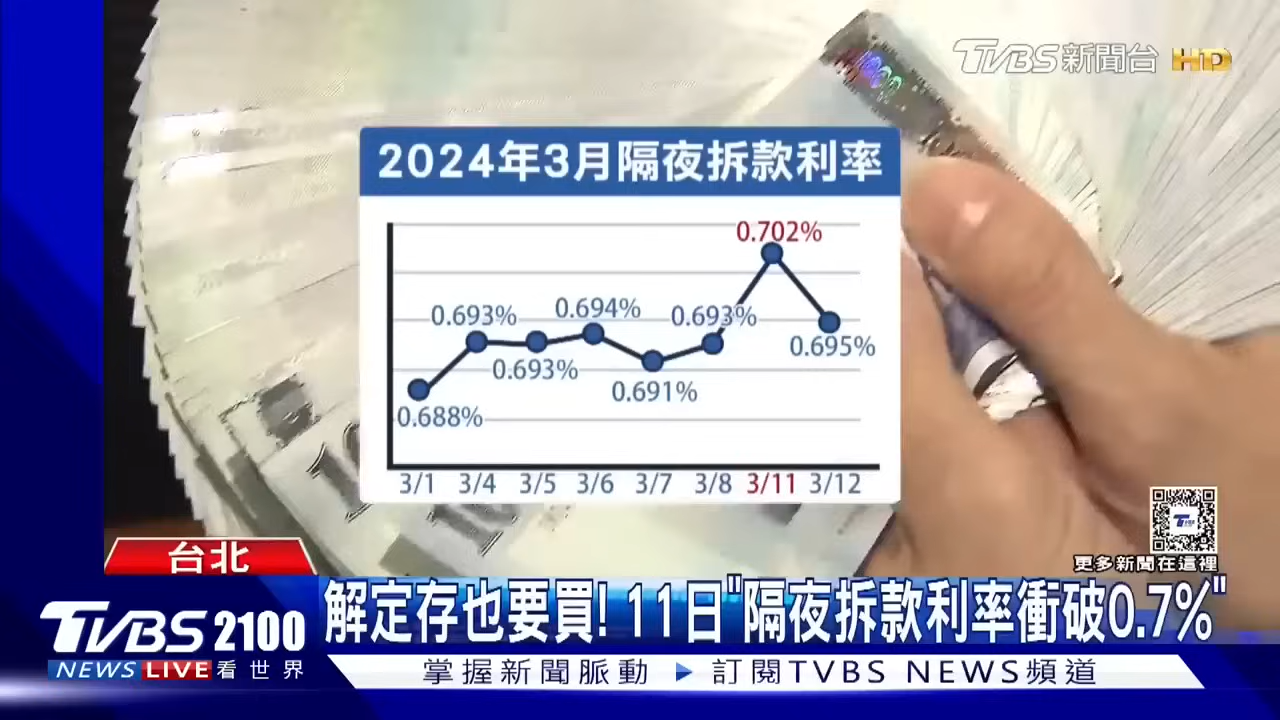 TVBS新聞台 HD
2024年3月隔夜拆款利率
0.702%
0.693%
0.694%
0.693%
0.693%
0.691%
0.695%
0.688%
3/1 3/4 3/5 3/6 3/7 3/8 3/11 3/12
更多新聞在這裡
台北
解定存也要買! 11日"隔夜拆款利率衝破0.7%"
TVBS 2100
NEWS LIVE 看世界
掌握新聞脈動 ▶ 訂閱TVBS NEWS頻道